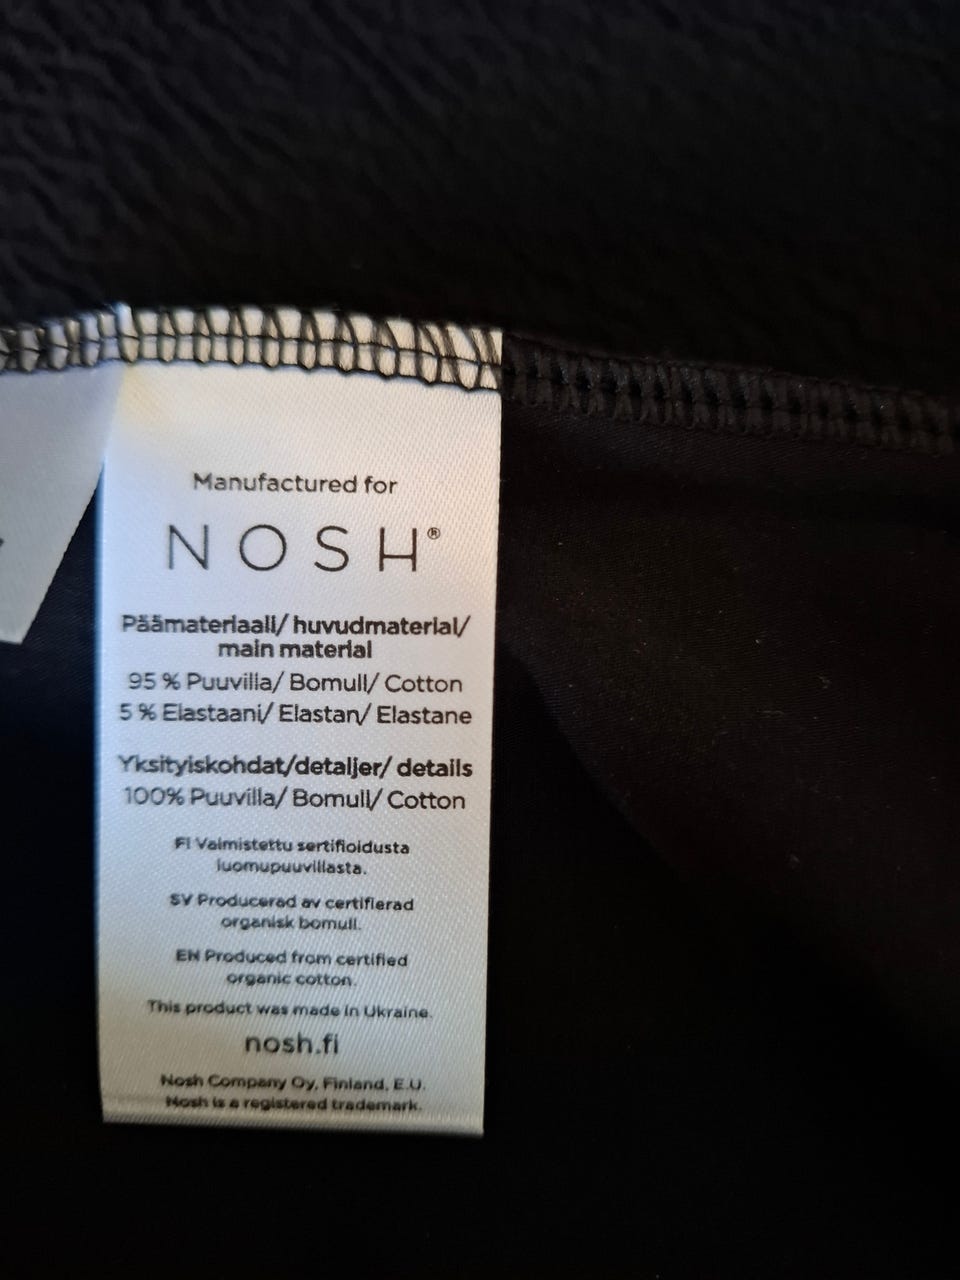 Manufactured for
NOSH®
Päämateriaali/ huvudmaterial/
main material
95 % Puuvilla/ Bomull/ Cotton
5 % Elastaani/ Elastan/ Elastane
Yksityiskohdat/detaljer/ details
100% Puuvilla/ Bomull/ Cotton
FI Valmistettu sertifioidusta
luomupuuvillasta.
SV Producerad av certifierad
organisk bomull.
EN Produced from certified
organic cotton.
This product was made in Ukraine.
nosh.fi
Nosh Company Oy, Finland, E.U.
Nosh is a registered trademark.